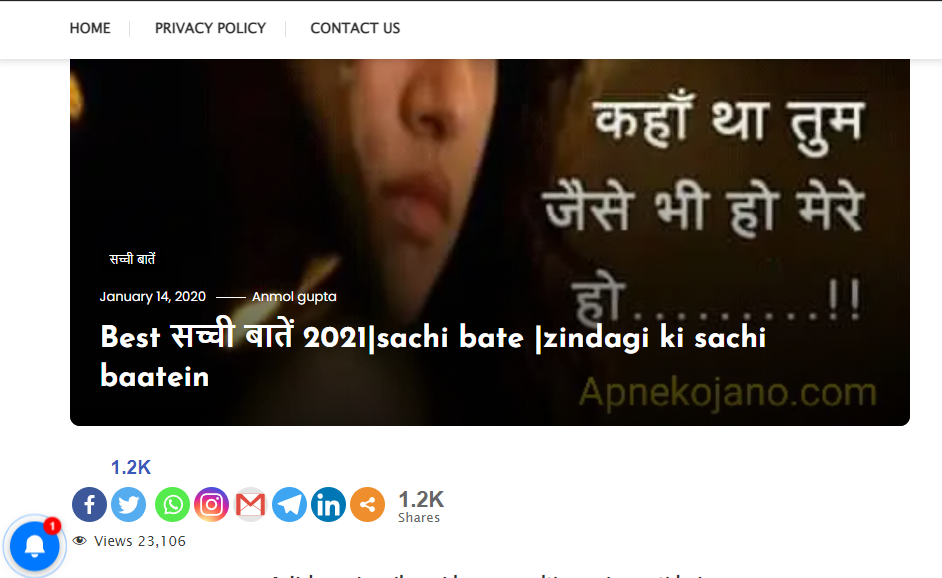 HOME
PRIVACY POLICY
CONTACT US
कहाँ था तुम
जैसे भी हो मेरे
हो.........!!
सच्ची बातें
January 14, 2020
Anmol gupta
Best सच्ची बातें 2021|sachi bate |zindagi ki sachi
baatein
Apnekojano.com
1.2K
1.2K
Shares
1
Views 23,106